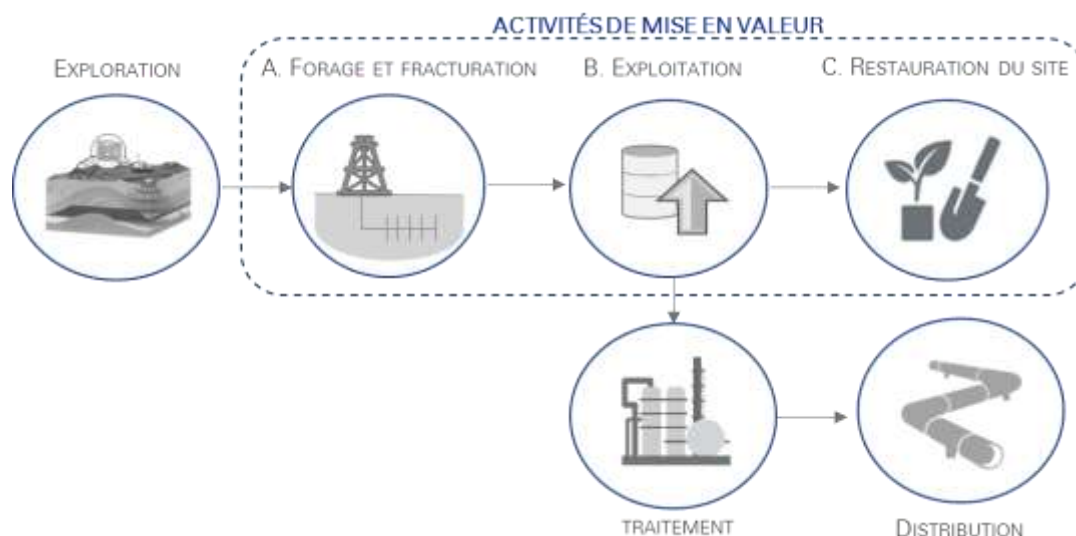 ACTIVITÉS DE MISE EN VALEUR
EXPLORATION
A. FORAGE ET FRACTURATION
B. EXPLOITATION
C. RESTAURATION DU SITE
TRAITEMENT
DISTRIBUTION